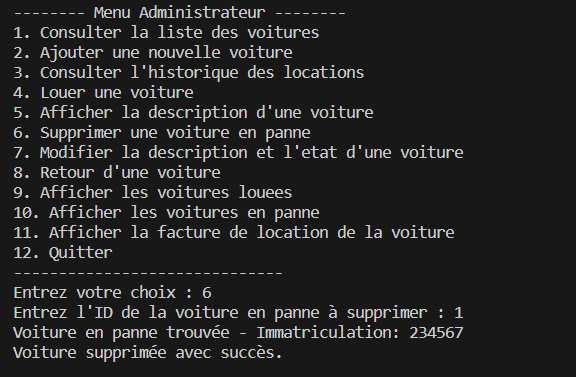 -------- Menu Administrateur --------
1. Consulter la liste des voitures
2. Ajouter une nouvelle voiture
3. Consulter l'historique des locations
4. Louer une voiture
5. Afficher la description d'une voiture
6. Supprimer une voiture en panne
7. Modifier la description et l'etat d'une voiture
8. Retour d'une voiture
9. Afficher les voitures louees
10. Afficher les voitures en panne
11. Afficher la facture de location de la voiture
12. Quitter
------------------------------
Entrez votre choix : 6
Entrez l'ID de la voiture en panne à supprimer : 1
Voiture en panne trouvée - Immatriculation: 234567
Voiture supprimée avec succès.